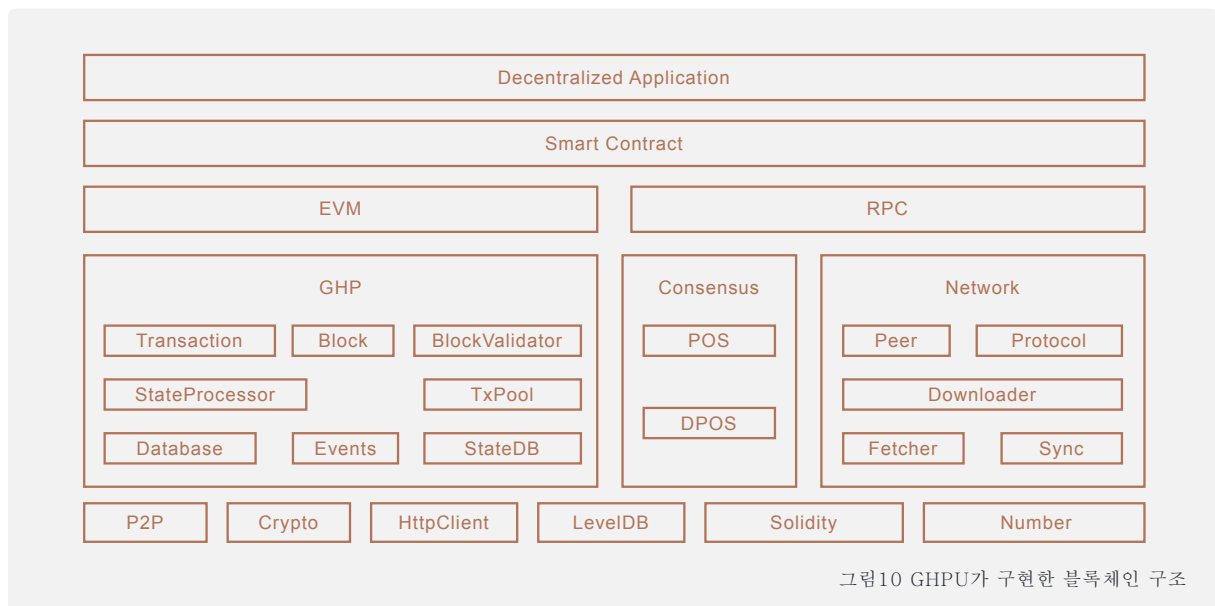 Decentralized Application
Smart Contract
EVM
RPC
GHP
Transaction
Block
BlockValidator
StateProcessor
TxPool
Database
Events
StateDB
Consensus
POS
DPOS
Network
Peer
Protocol
Downloader
Fetcher
Sync
P2P
Crypto
HttpClient
LevelDB
Solidity
Number
그림10 GHPU가 구현한 블록체인 구조